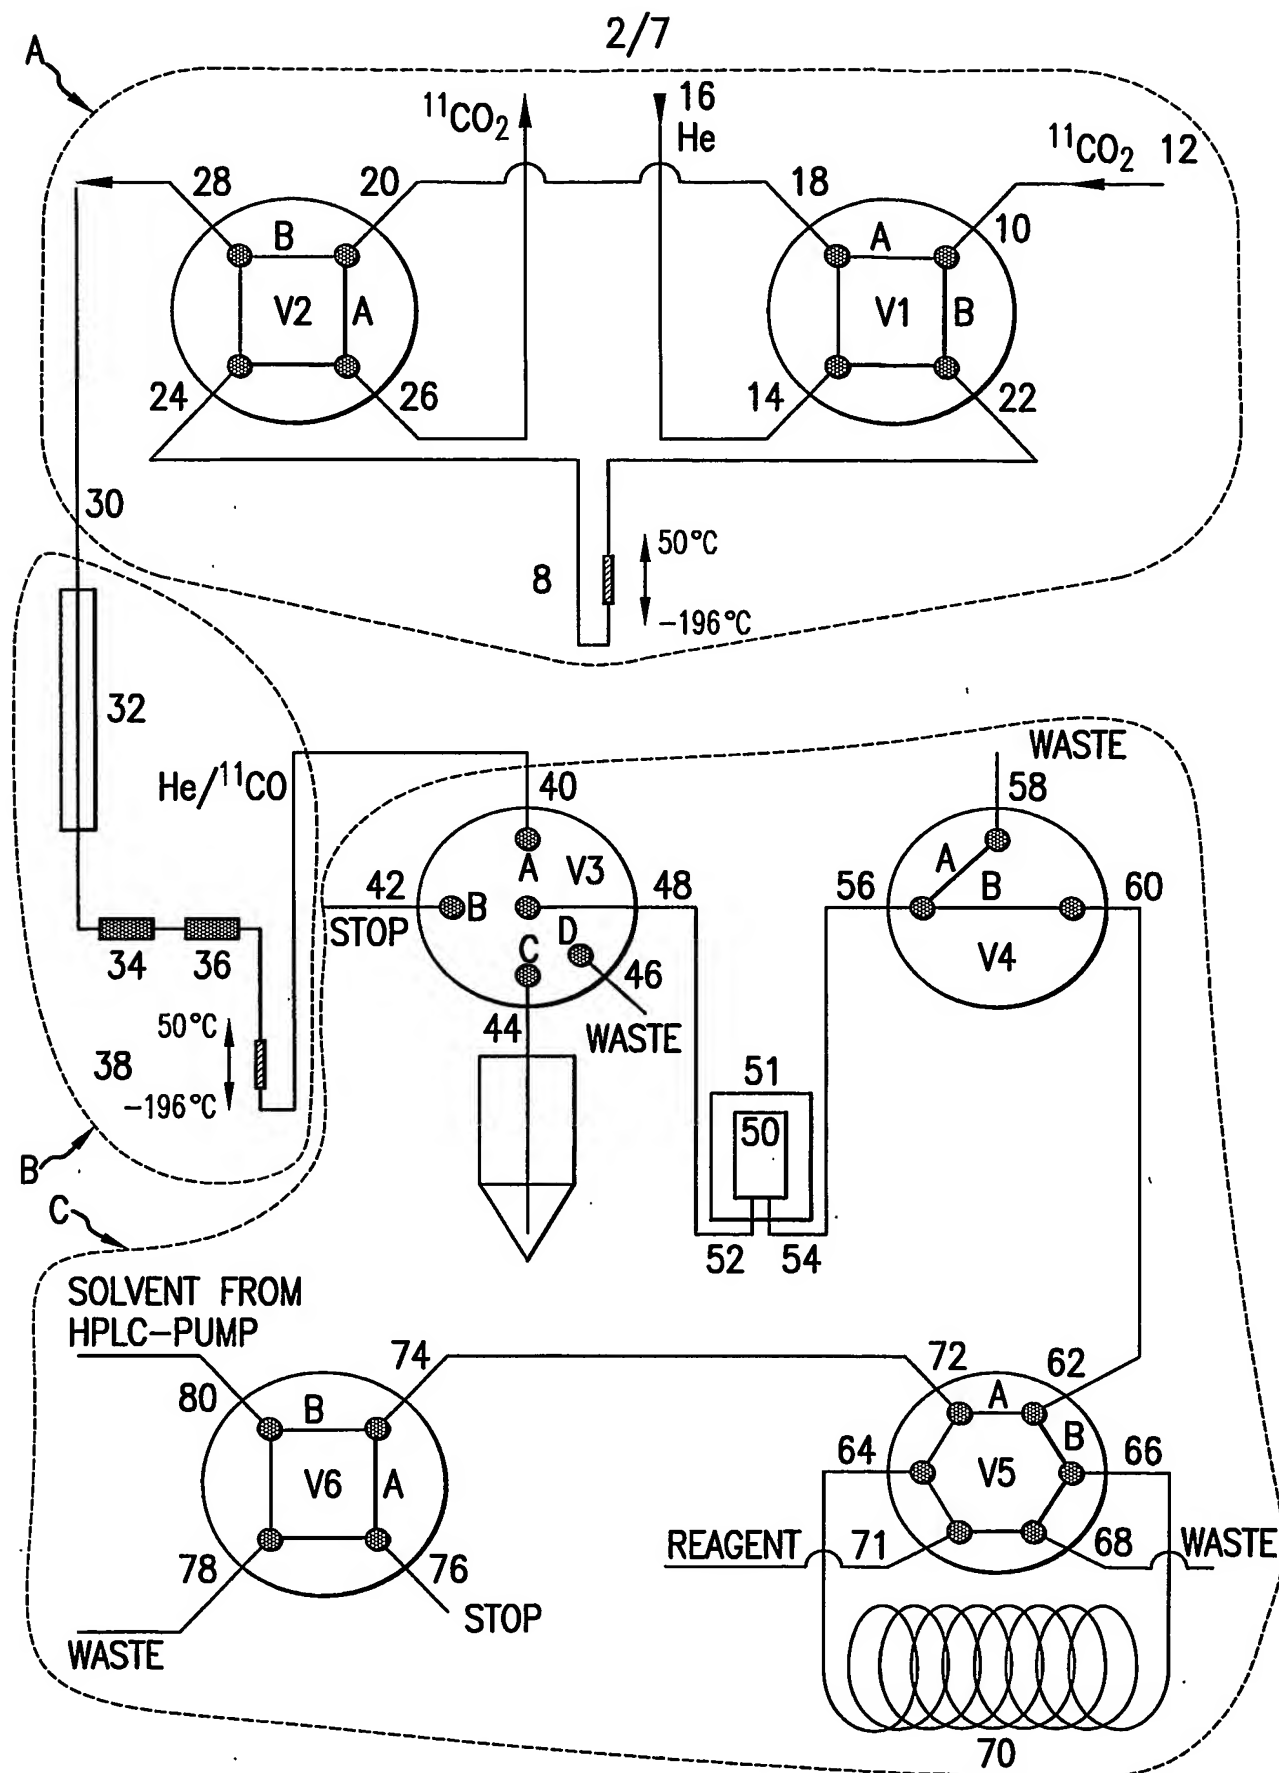 2/7
A
11CO2
16
He
11CO2 12
28
20
18
10
B
A
V2
A
V1
B
24
26
14
22
30
8
50°C
-196°C
32
He/11CO
WASTE
40
58
A
V3
A
42
B
48
56
B
60
STOP
D
C
V4
34
36
46
44
WASTE
50°C
38
-196°C
51
50
B
52
54
C
SOLVENT FROM
HPLC-PUMP
74
72
62
80
B
A
B
64
66
V6
A
V5
REAGENT
71
68
WASTE
78
76
STOP
WASTE
70